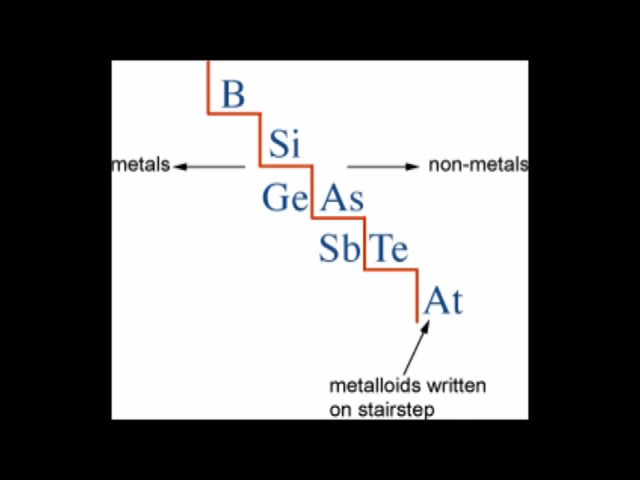 B
Si
metals
non-metals
Ge As
Sb Te
At
metalloids written
on stairstep